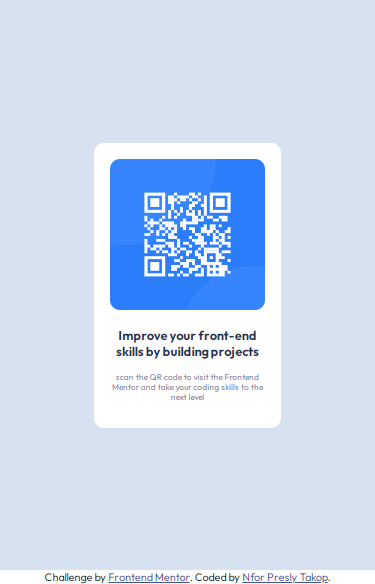 Improve your front-end
skills by building projects
scan the QR code to visit the Frontend
Mentor and take your coding skills to the
next level
Challenge by Frontend Mentor. Coded by Nfor Presly Takop.